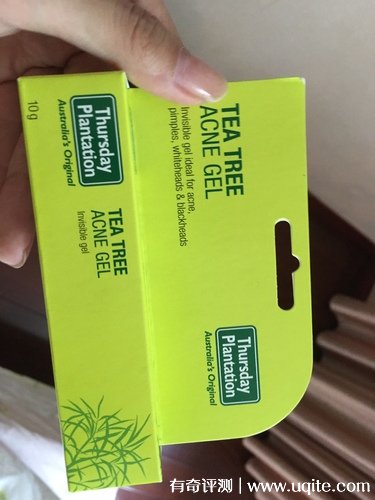 TEA TREE
ACNE GEL
Invisible gel ideal for acne,
pimples, whiteheads & blackheads
Thursday
Plantation
Australia's Original
10 g
Thursday
Plantation
Australia's Original
TEA TREE
ACNE GEL
Invisible gel
有奇评测 | www.uqite.com